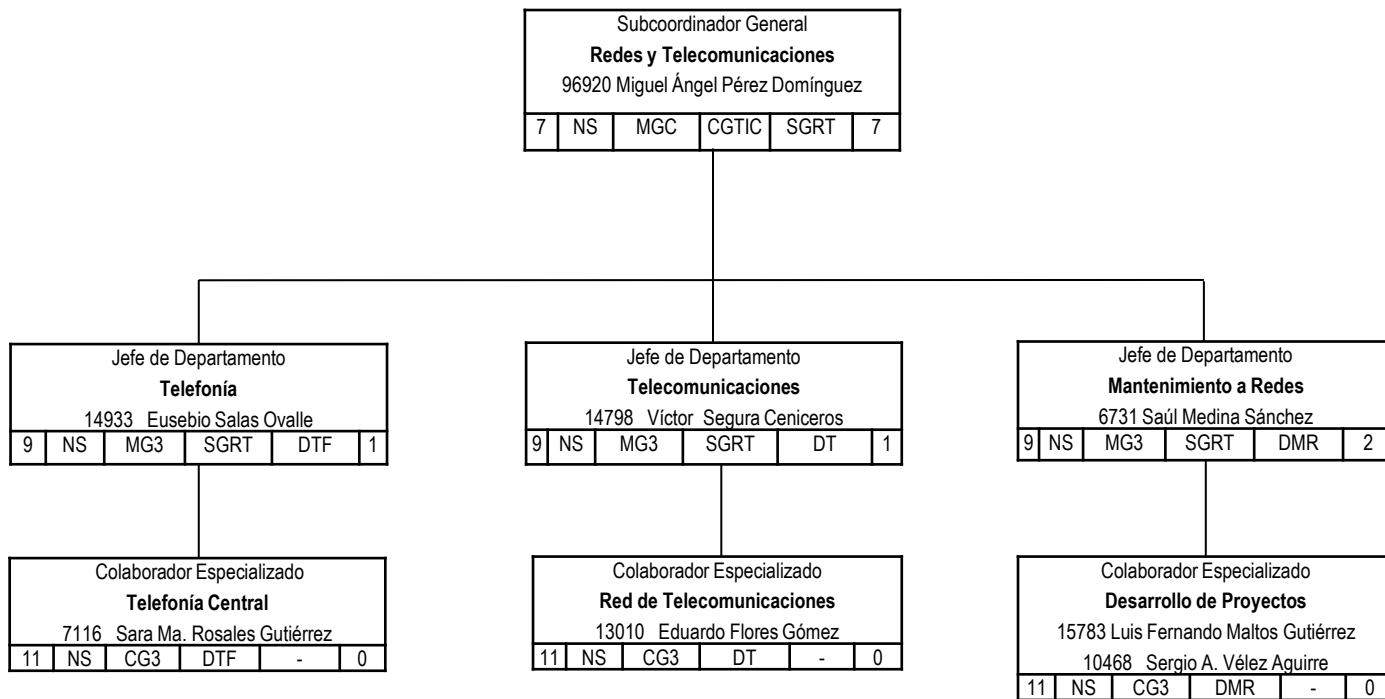 Subcoordinador General
Redes y Telecomunicaciones
96920 Miguel Ángel Pérez Domínguez
7 NS MGC CGTIC SGRT 7
Jefe de Departamento
Telefonía
14933 Eusebio Salas Ovalle
9 NS MG3 SGRT DTF 1
Jefe de Departamento
Telecomunicaciones
14798 Víctor Segura Ceniceros
9 NS MG3 SGRT DT 1
Jefe de Departamento
Mantenimiento a Redes
6731 Saúl Medina Sánchez
9 NS MG3 SGRT DMR 2
Colaborador Especializado
Telefonía Central
7116 Sara Ma. Rosales Gutiérrez
11 NS CG3 DTF - 0
Colaborador Especializado
Red de Telecomunicaciones
13010 Eduardo Flores Gómez
11 NS CG3 DT - 0
Colaborador Especializado
Desarrollo de Proyectos
15783 Luis Fernando Maltos Gutiérrez
10468 Sergio A. Vélez Aguirre
11 NS CG3 DMR - 0